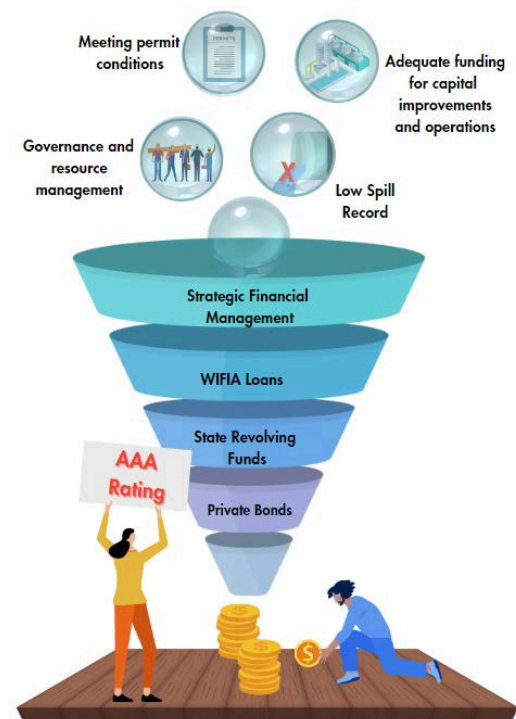 Meeting permit
conditions
PERMITS
Adequate funding
for capital
improvements
and operations
Governance and
resource
management
Low Spill
Record
Strategic Financial
Management
WIFIA Loans
State Revolving
Funds
AAA
Rating
Private Bonds
$